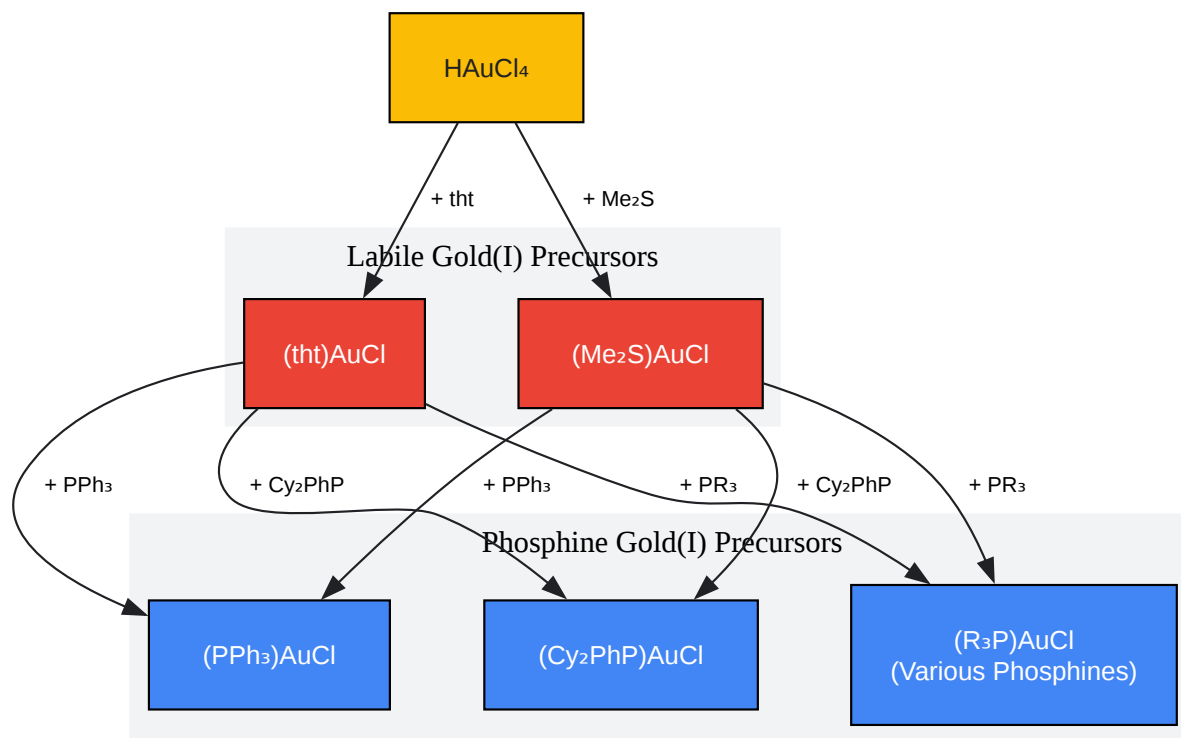 HAuCl₄
+ tht
+ Me₂S
Labile Gold(I) Precursors
(tht)AuCl
(Me₂S)AuCl
+ PPh₃
+ Cy₂PhP
+ PPh₃
+ PR₃
+ Cy₂PhP
+ PR₃
Phosphine Gold(I) Precursors
(PPh₃)AuCl
(Cy₂PhP)AuCl
(R₃P)AuCl
(Various Phosphines)